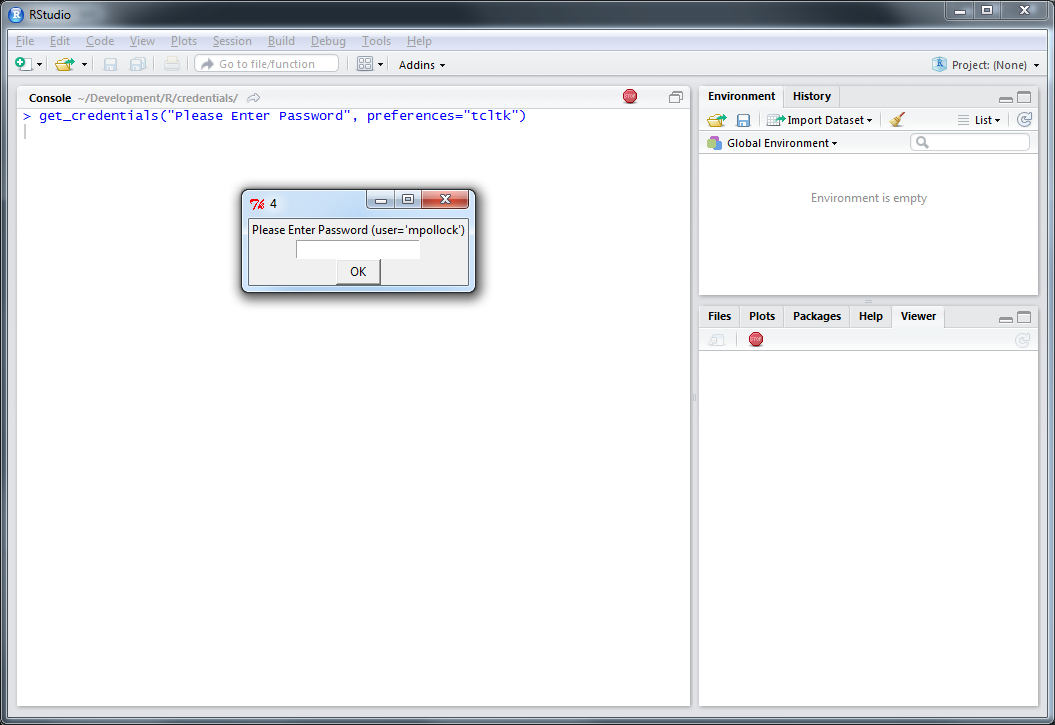 RStudio
File Edit Code View Plots Session Build Debug Tools Help
Go to file/function Addins Project: (None)
Console ~/Development/R/credentials/
> get_credentials("Please Enter Password", preferences="tcltk")
4
Please Enter Password (user='mpollock')
OK
Environment History
Import Dataset List
Global Environment
Environment is empty
Files Plots Packages Help Viewer
STOP
STOP